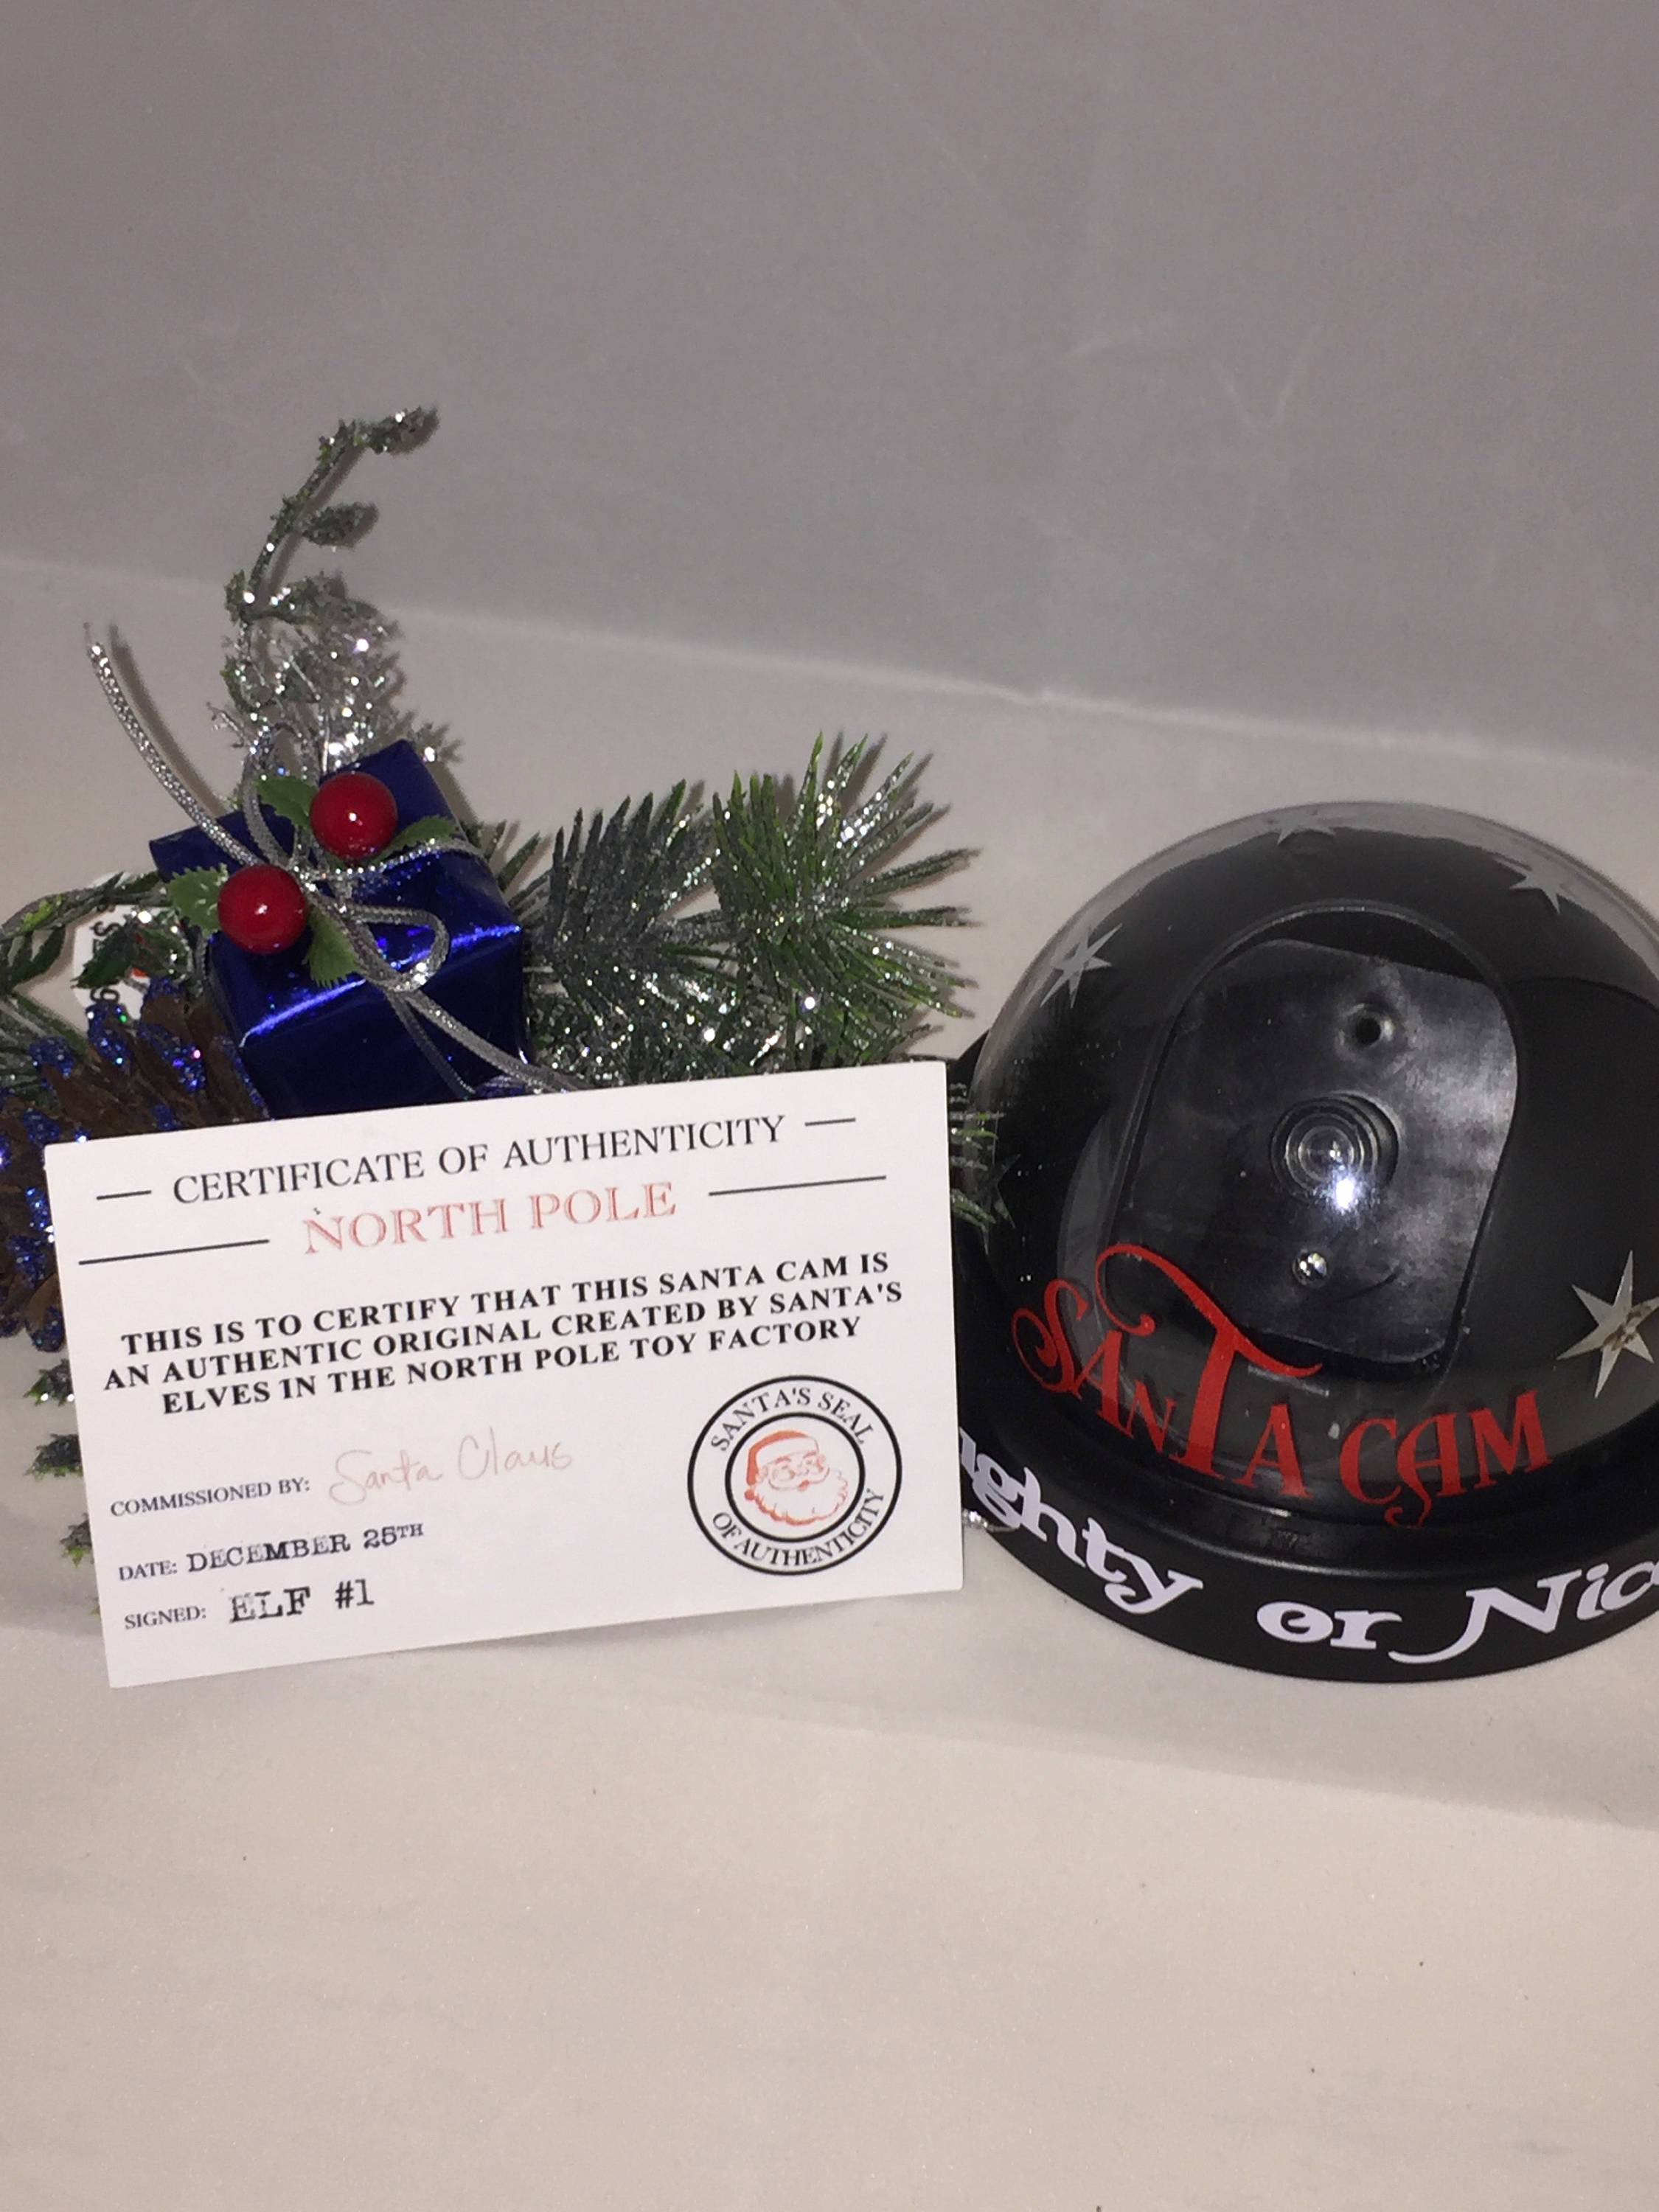 CERTIFICATE OF AUTHENTICITY
NORTH POLE
THIS IS TO CERTIFY THAT THIS SANTA CAM IS
AN AUTHENTIC ORIGINAL CREATED BY SANTA'S
ELVES IN THE NORTH POLE TOY FACTORY
COMMISSIONED BY: Santa Claus
DATE: DECEMBER 25TH
SIGNED: ELF #1
SANTA'S SEAL
OF AUTHENTICITY
SANTA CAM
ghty or Nic